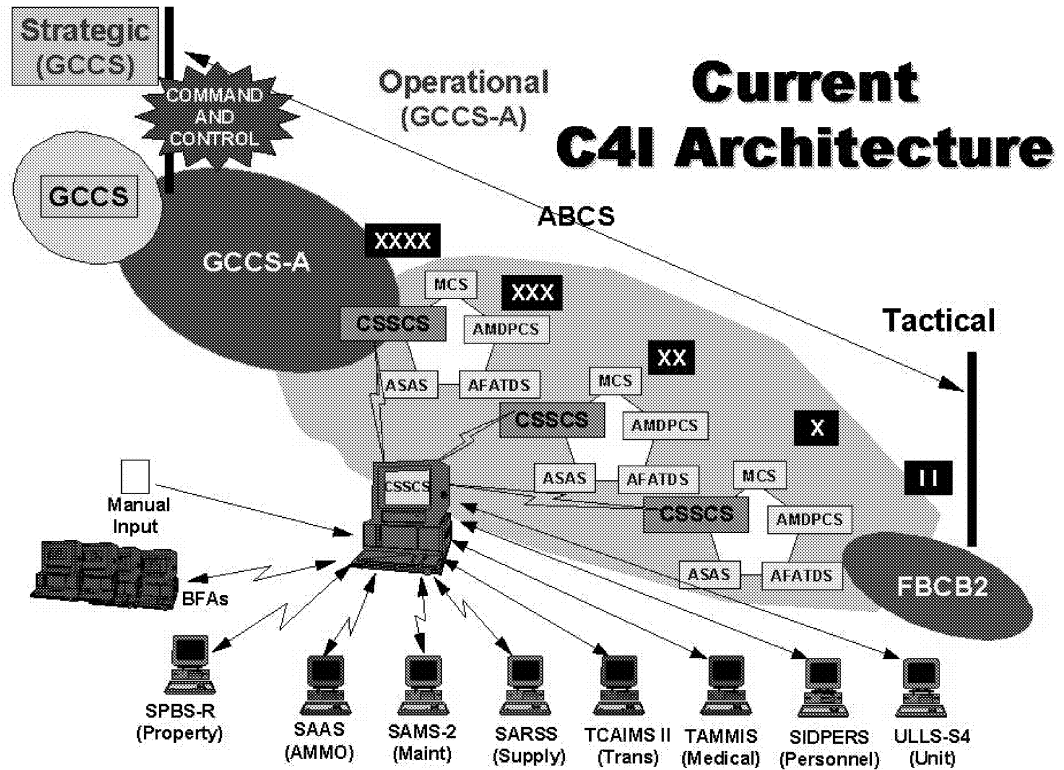 Strategic
(GCCS)
COMMAND
AND
CONTROL
Operational
(GCCS-A)
Current
C4I Architecture
GCCS
GCCS-A
ABCS
XXXX
MCS
XXX
CSSCS
AMDPCS
ASAS
AFATDS
Tactical
MCS
XX
CSSCS
AMDPCS
ASAS
AFATDS
X
MCS
II
CSSCS
AMDPCS
ASAS
AFATDS
FBCB2
CSSCS
Manual
Input
BFAs
SPBS-R
(Property)
SAAS
(AMMO)
SAMS-2
(Maint)
SARSS
(Supply)
TCAIMS II
(Trans)
TAMMIS
(Medical)
SIDPERS
(Personnel)
ULLS-S4
(Unit)